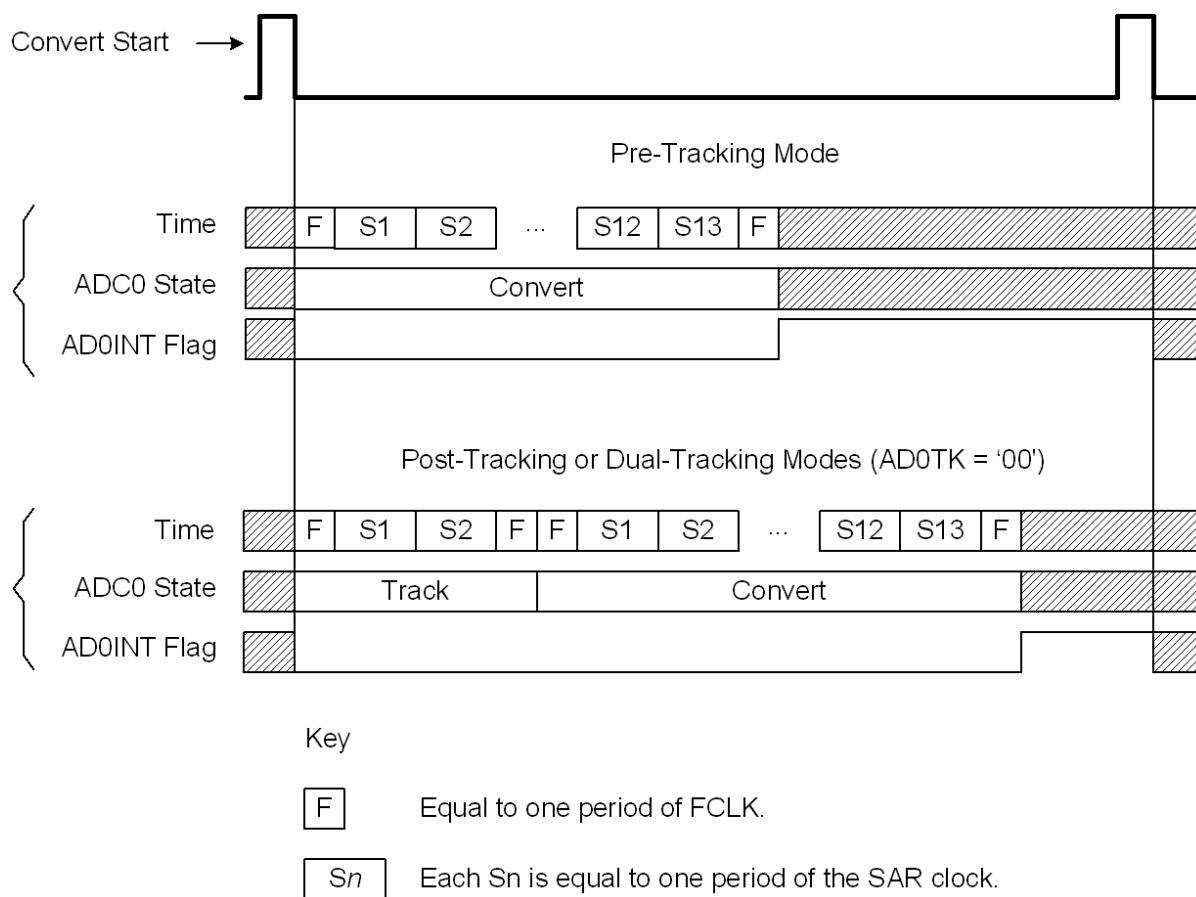 Convert Start
Pre-Tracking Mode
Time F S1 S2 ... S12 S13 F
ADC0 State Convert
AD0INT Flag
Post-Tracking or Dual-Tracking Modes (AD0TK = ‘00’)
Time F S1 S2 F F S1 S2 ... S12 S13 F
ADC0 State Track Convert
AD0INT Flag
Key
F Equal to one period of FCLK.
Sn Each Sn is equal to one period of the SAR clock.